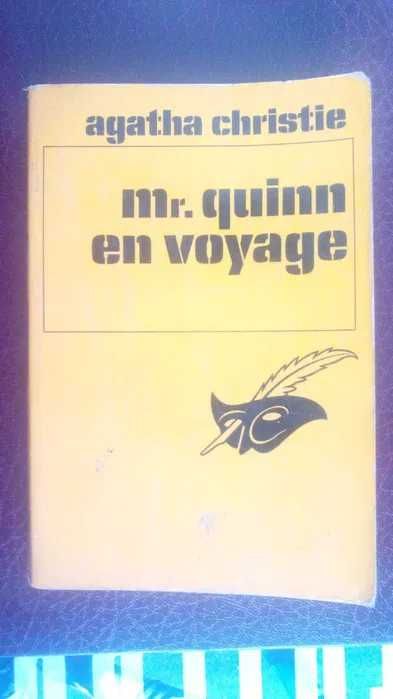 agatha christie
mr. quinn
en voyage